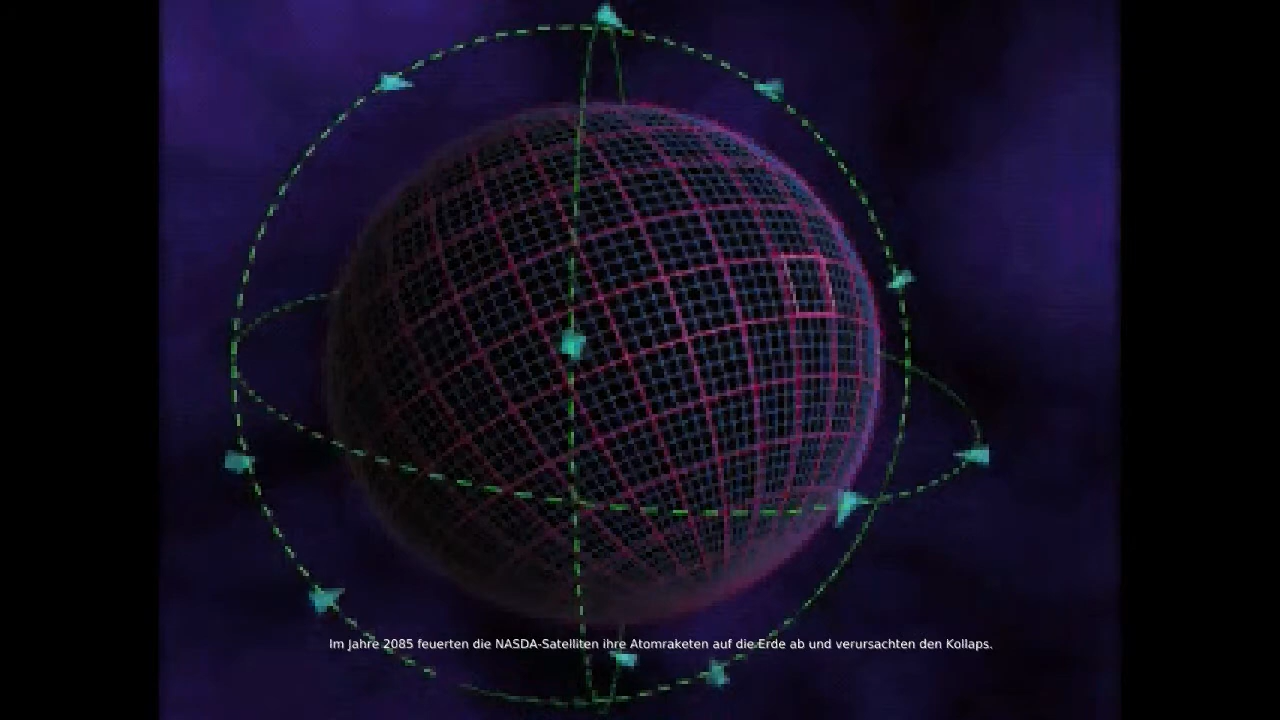 Im Jahre 2085 feuerten die NASDA-Satelliten ihre Atomraketen auf die Erde ab und verursachten den Kollaps.